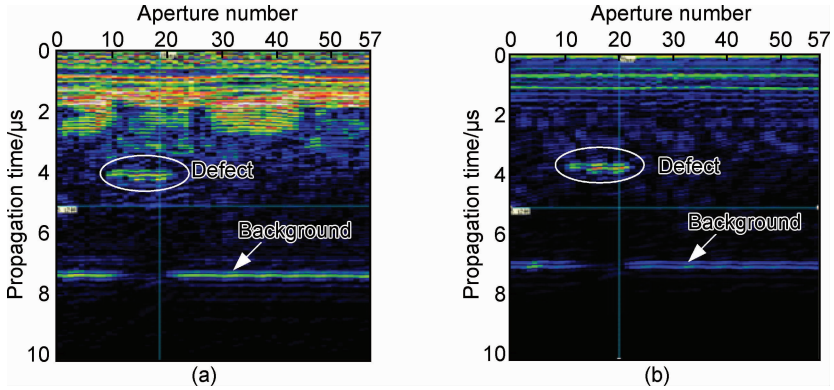 Aperture number
0 10 20 30 40 50 57
Propagation time/μs
0
2
4
6
8
10
Defect
Background
(a)
Aperture number
0 10 20 30 40 50 57
Propagation time/μs
0
2
4
6
8
10
Defect
Background
(b)